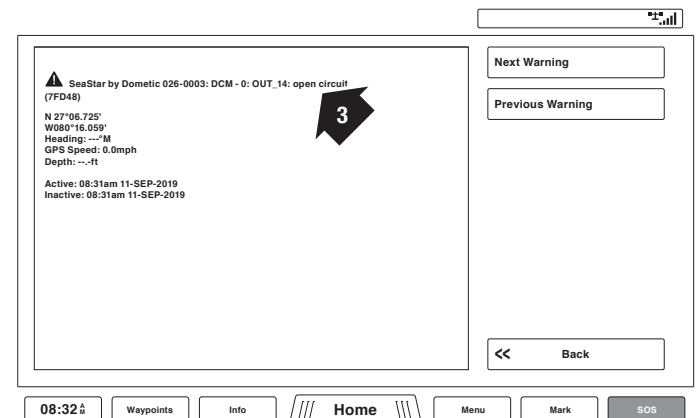 SeaStar by Dometic 026-0003: DCM - 0: OUT_14: open circuit
(7FD48)
N 27°06.725'
W080°16.059'
Heading: ---°M
GPS Speed: 0.0mph
Depth: --.-ft
Active: 08:31am 11-SEP-2019
Inactive: 08:31am 11-SEP-2019
3
Next Warning
Previous Warning
<< Back
08:32 AM
Waypoints
Info
Home
Menu
Mark
SOS